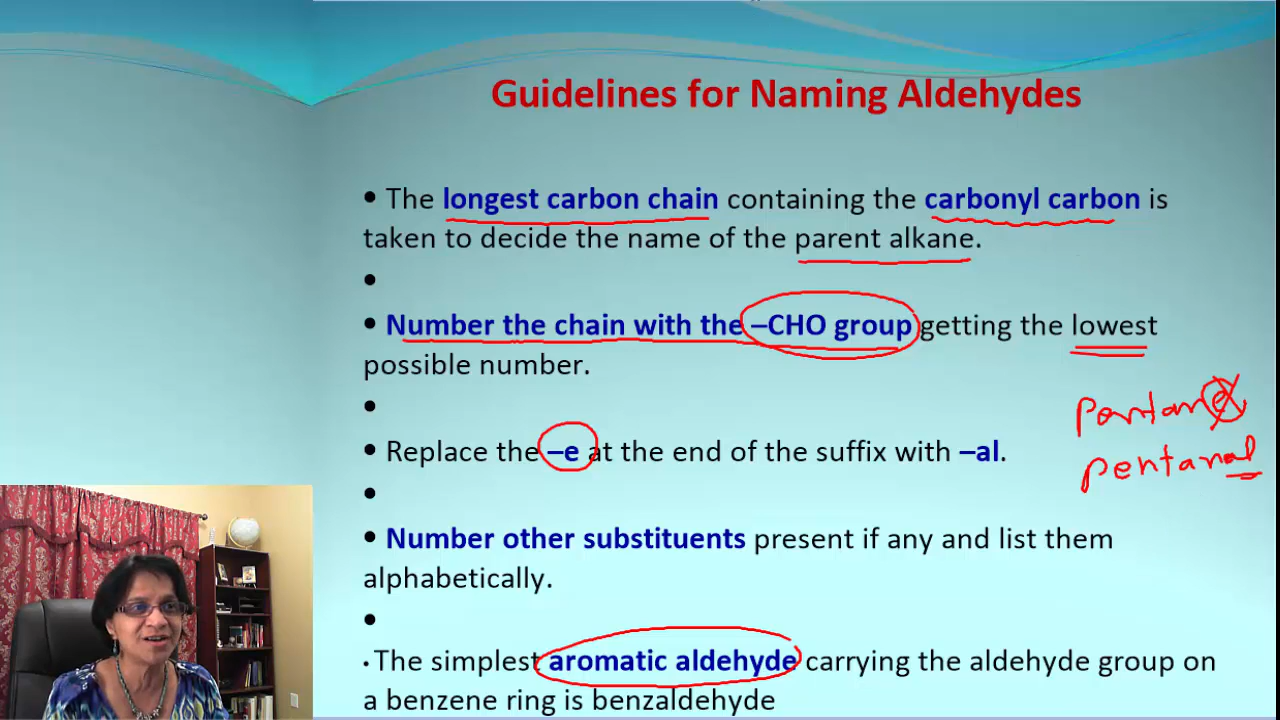 Guidelines for Naming Aldehydes
• The longest carbon chain containing the carbonyl carbon is
taken to decide the name of the parent alkane.
•
• Number the chain with the –CHO group getting the lowest
possible number.
•
pentane
• Replace the –e at the end of the suffix with –al.
pentanal
•
• Number other substituents present if any and list them
alphabetically.
•
• The simplest aromatic aldehyde carrying the aldehyde group on
a benzene ring is benzaldehyde